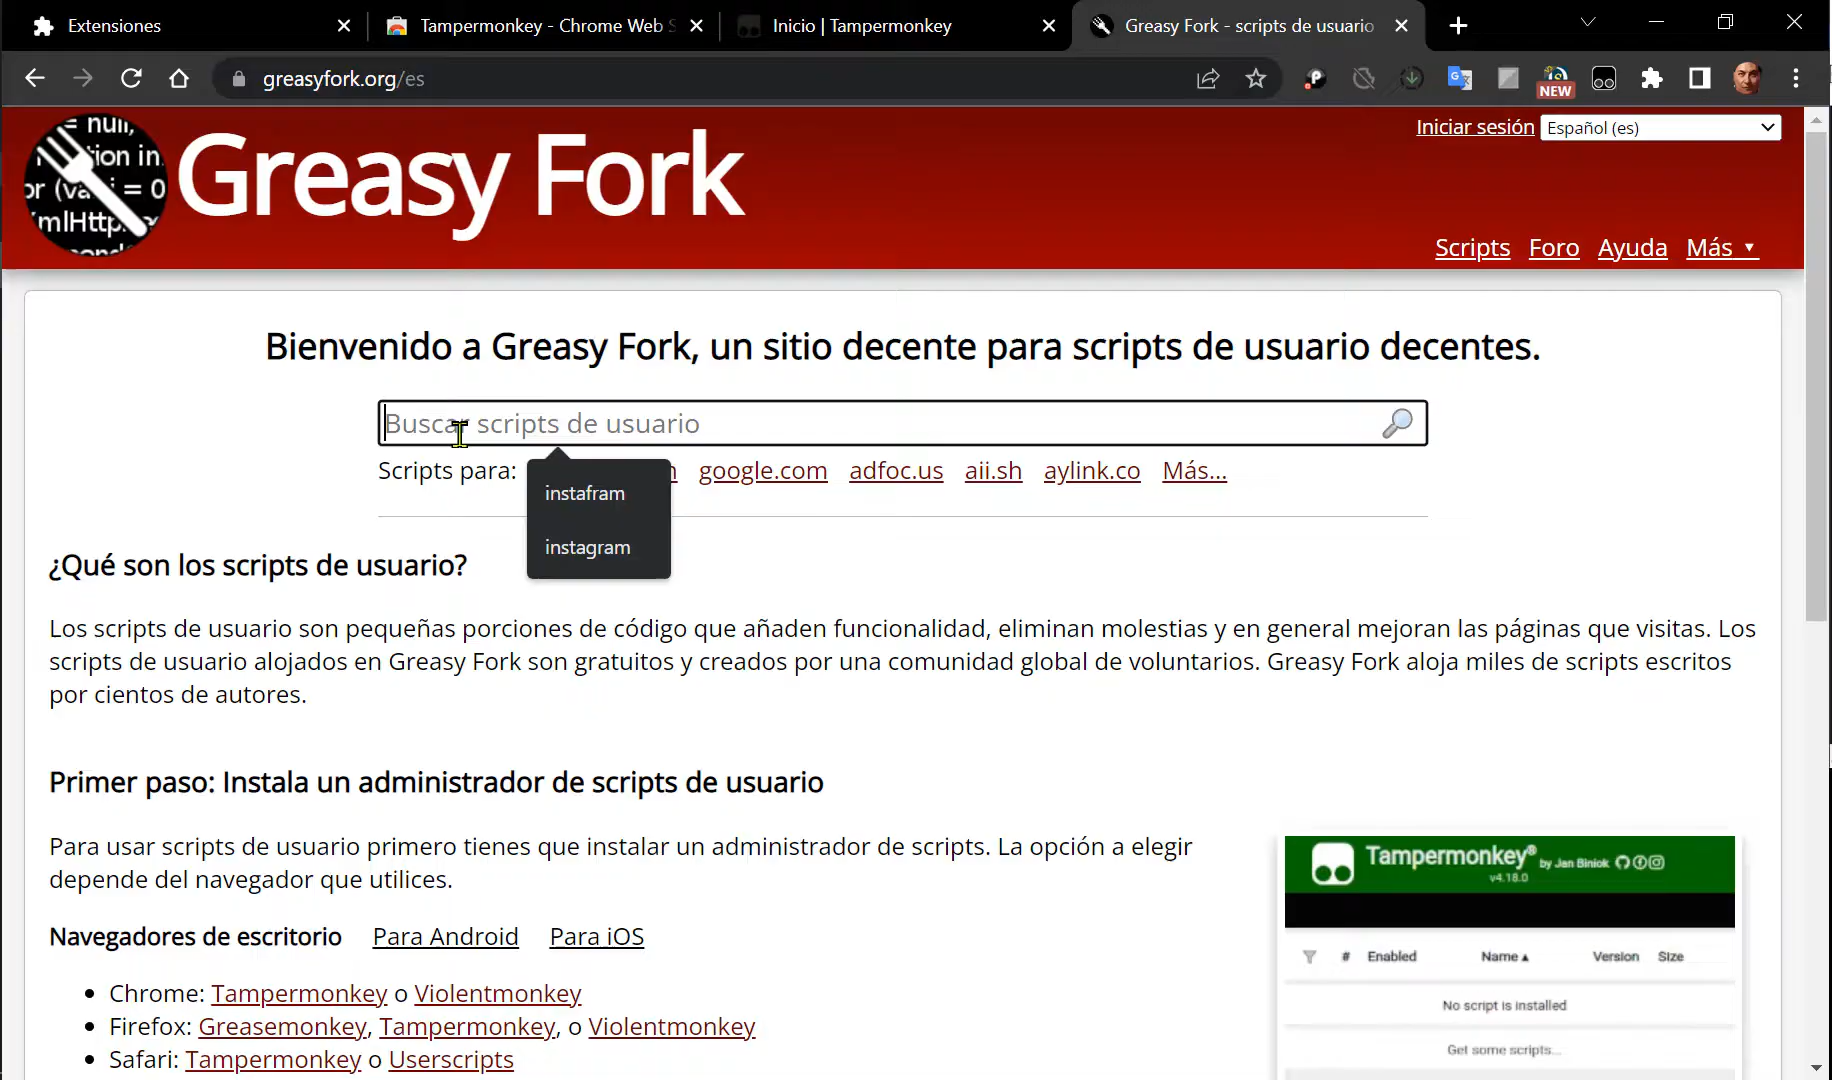 Extensiones
Tampermonkey - Chrome Web S
Inicio | Tampermonkey
Greasy Fork - scripts de usuario
greasyfork.org/es
NEW
= null,
Greasy Fork
Iniciar sesión
Español (es)
Scripts Foro Ayuda Más ▼
Bienvenido a Greasy Fork, un sitio decente para scripts de usuario decentes.
Buscar scripts de usuario
Scripts para: google.com adfoc.us aii.sh aylink.co Más...
instafram
instagram
¿Qué son los scripts de usuario?
Los scripts de usuario son pequeñas porciones de código que añaden funcionalidad, eliminan molestias y en general mejoran las páginas que visitas. Los
scripts de usuario alojados en Greasy Fork son gratuitos y creados por una comunidad global de voluntarios. Greasy Fork aloja miles de scripts escritos
por cientos de autores.
Primer paso: Instala un administrador de scripts de usuario
Para usar scripts de usuario primero tienes que instalar un administrador de scripts. La opción a elegir
depende del navegador que utilices.
Navegadores de escritorio Para Android Para iOS
• Chrome: Tampermonkey o Violentmonkey
• Firefox: Greasemonkey, Tampermonkey, o Violentmonkey
• Safari: Tampermonkey o Userscripts
Tampermonkey® by Jan Biniok
v4.18.0
# Enabled Name ▲ Version Size
No script is installed
Get some scripts...